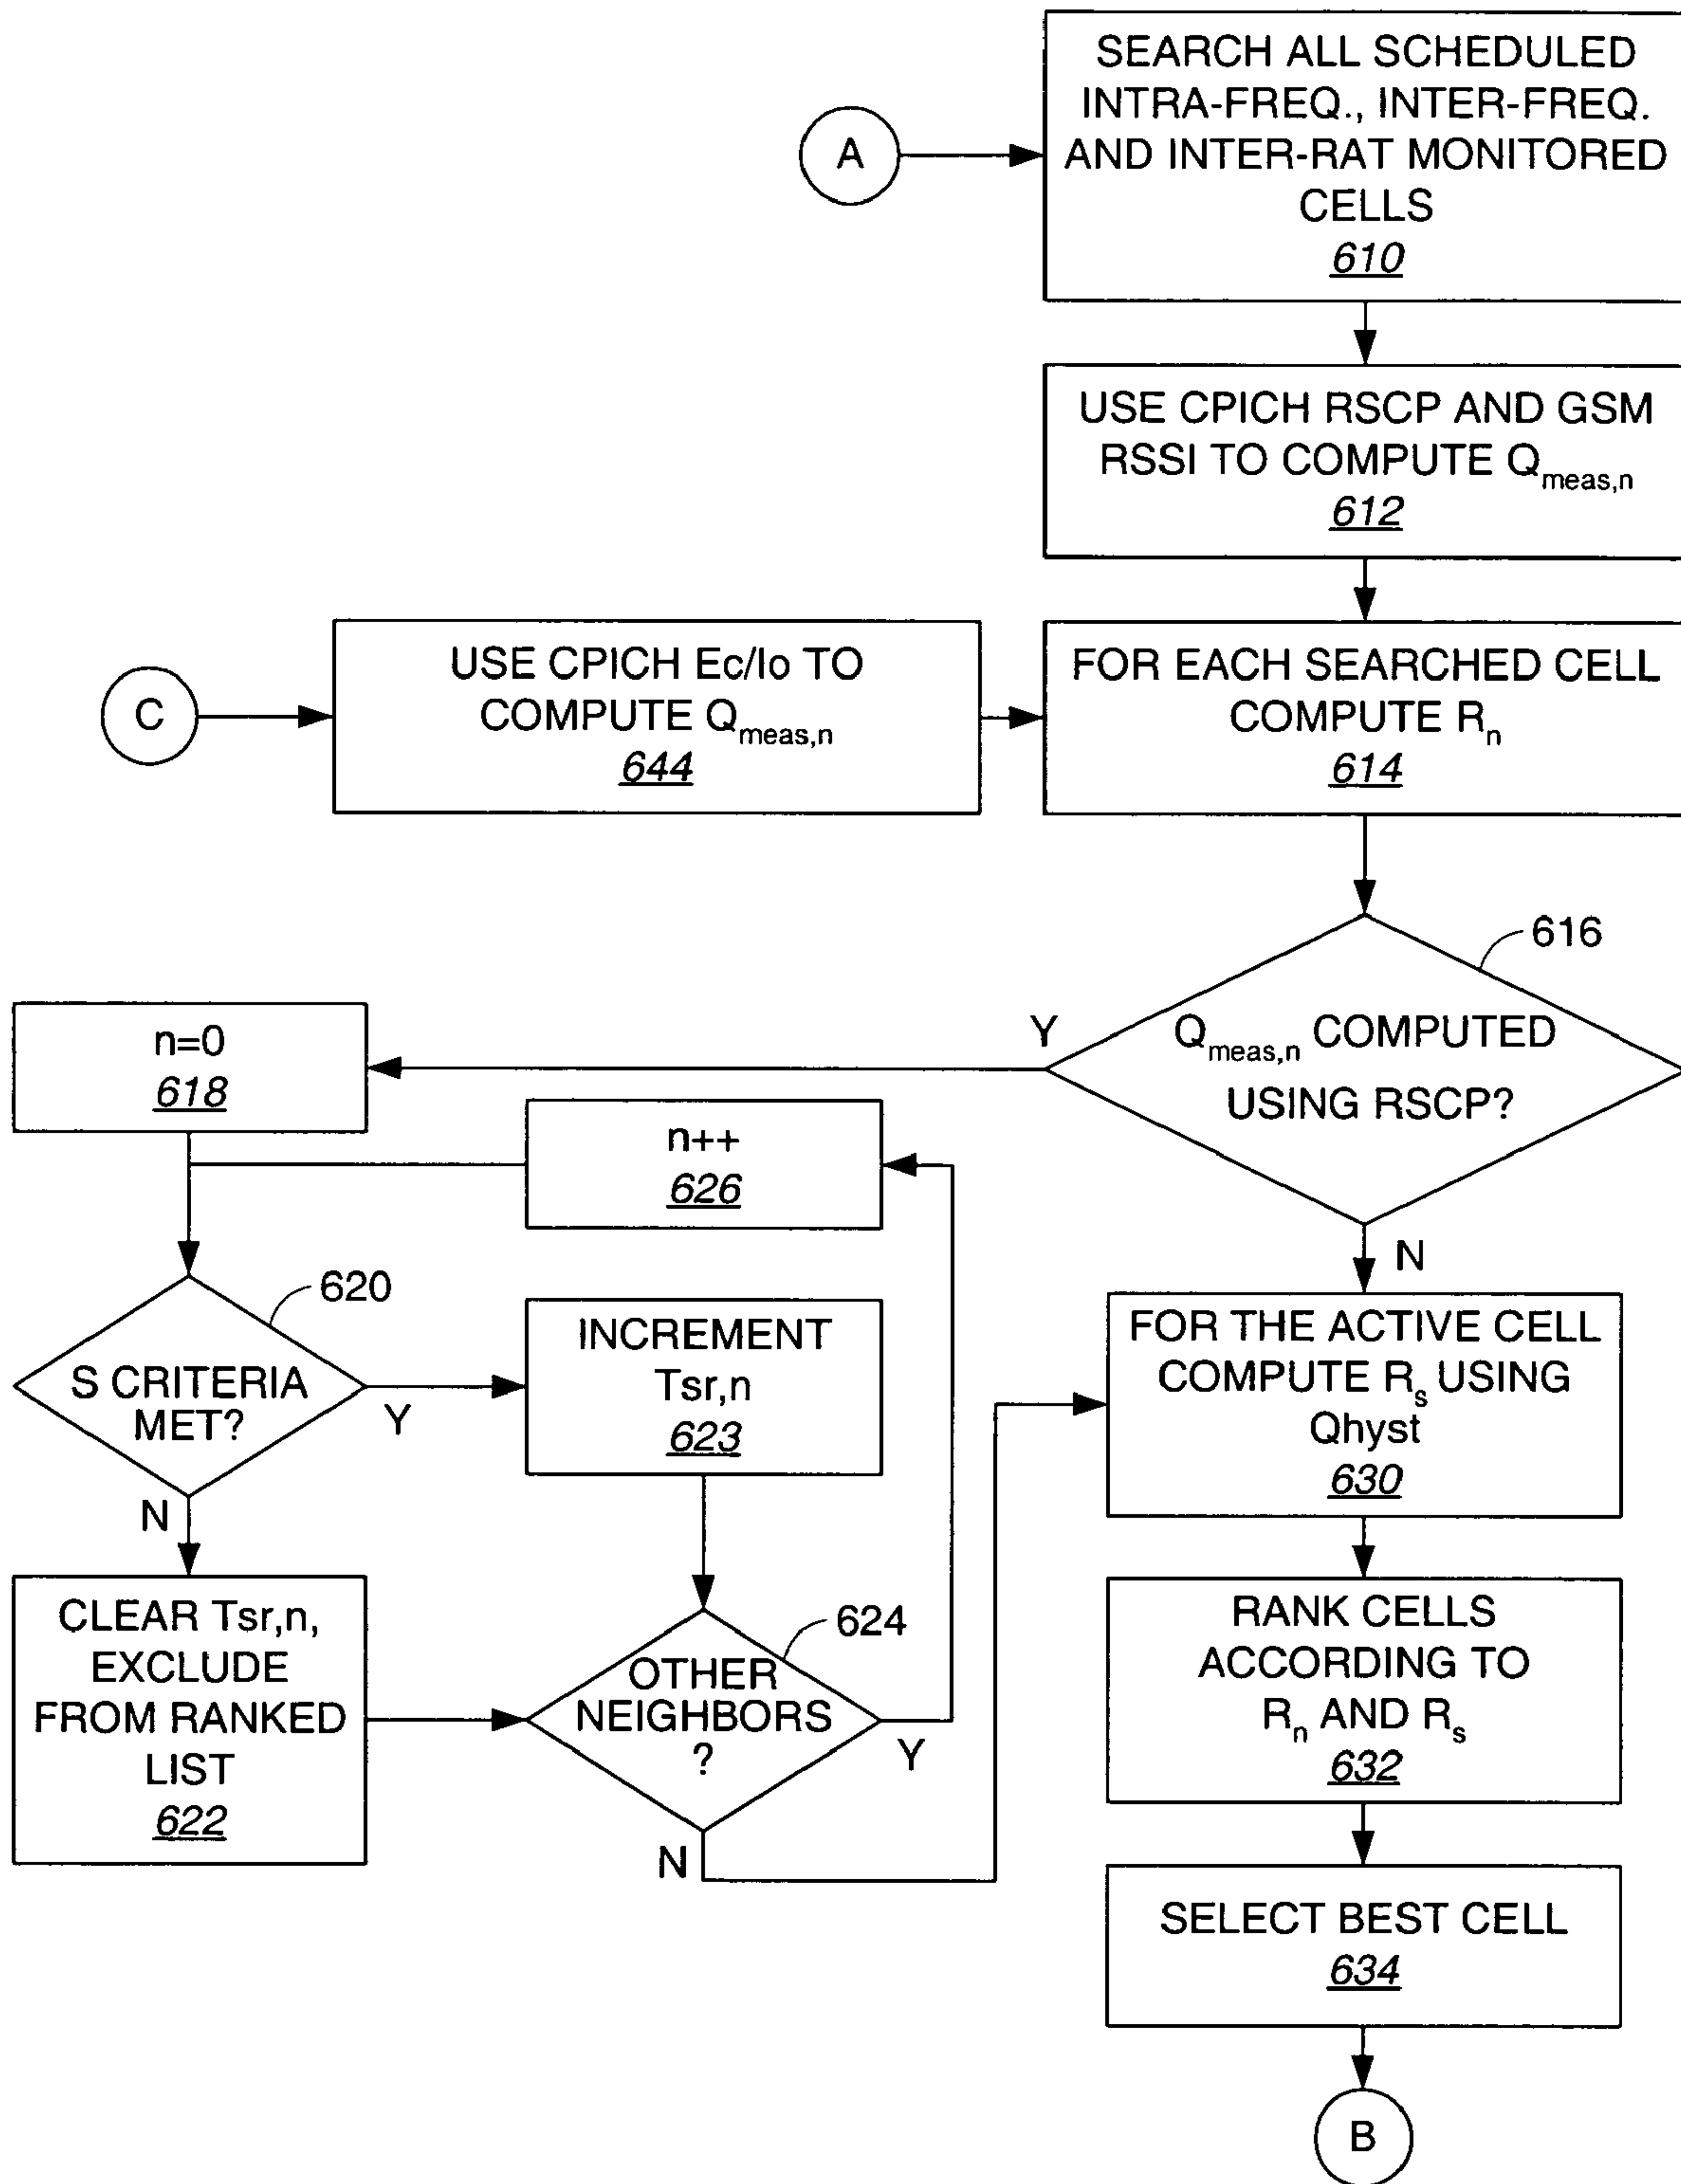 SEARCH ALL SCHEDULED
INTRA-FREQ., INTER-FREQ.
AND INTER-RAT MONITORED
CELLS
610
A
USE CPICH RSCP AND GSM
RSSI TO COMPUTE Qmeas,n
612
C
USE CPICH Ec/Io TO
COMPUTE Qmeas,n
644
FOR EACH SEARCHED CELL
COMPUTE Rn
614
616
Qmeas,n COMPUTED
USING RSCP?
Y
N
n=0
618
n++
626
620
S CRITERIA
MET?
Y
N
INCREMENT
Tsr,n
623
CLEAR Tsr,n,
EXCLUDE
FROM RANKED
LIST
622
624
OTHER
NEIGHBORS
?
Y
N
FOR THE ACTIVE CELL
COMPUTE Rs USING
Qhyst
630
RANK CELLS
ACCORDING TO
Rn AND Rs
632
SELECT BEST CELL
634
B